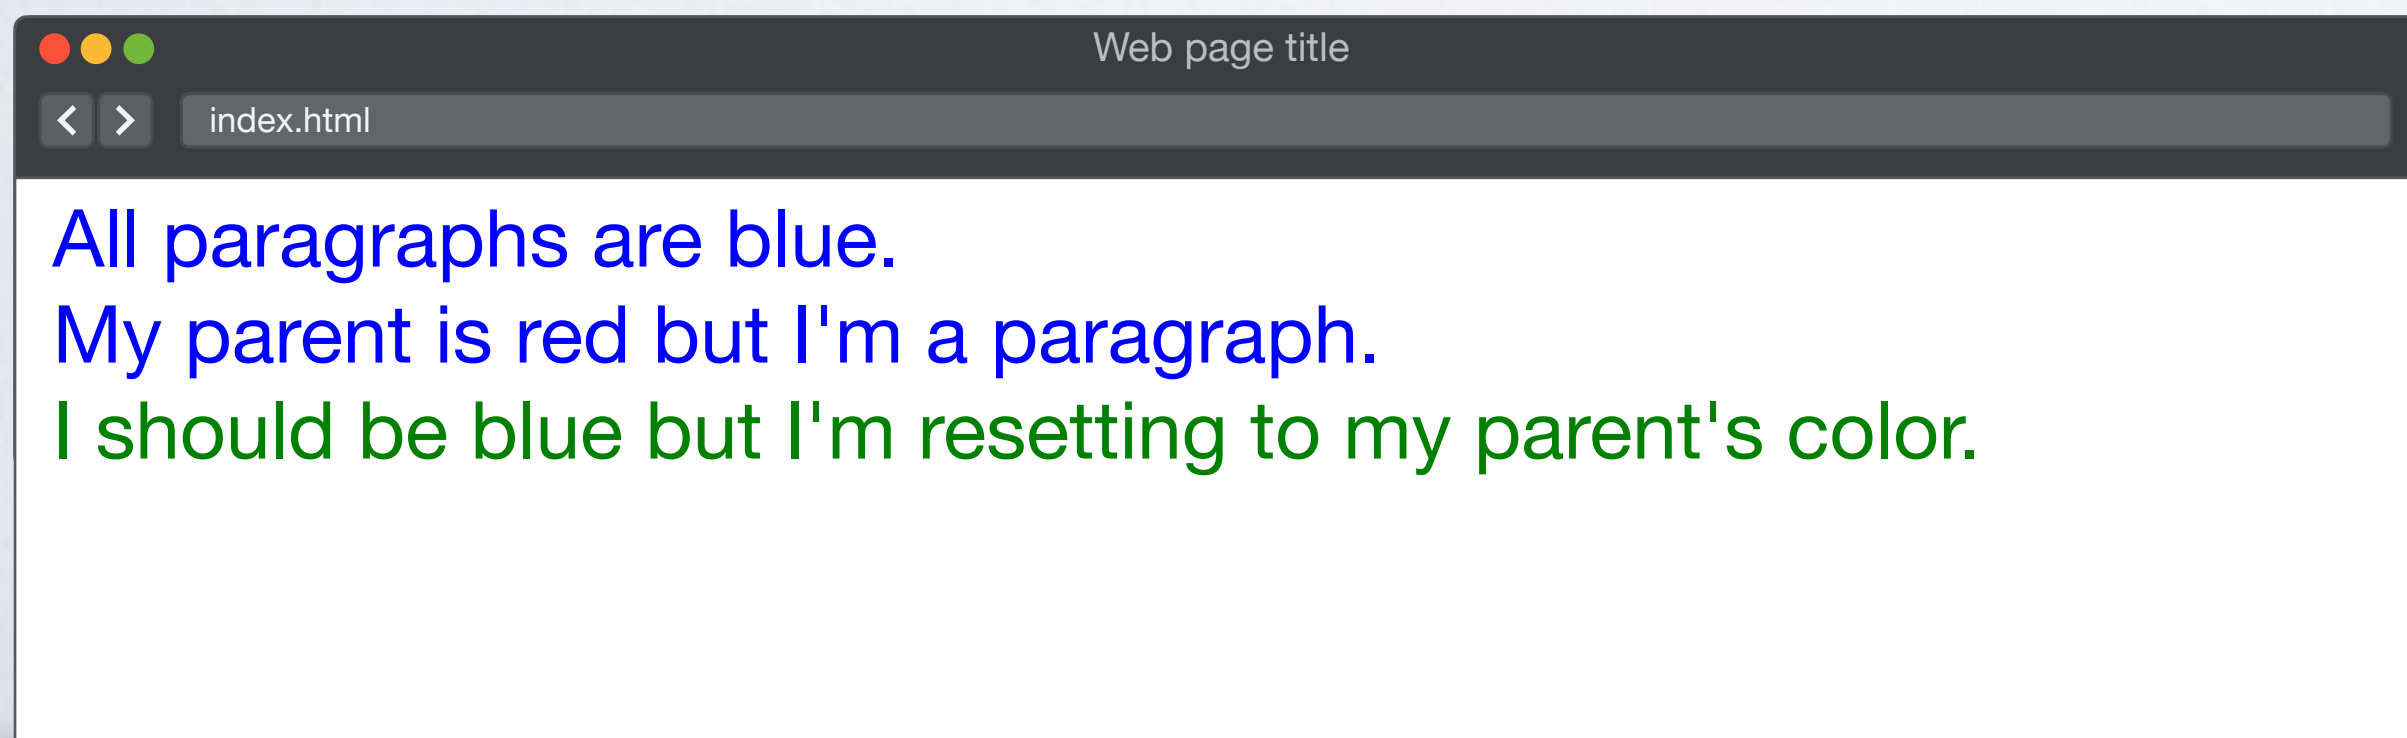 Web page title
index.html
All paragraphs are blue.
My parent is red but I'm a paragraph.
I should be blue but I'm resetting to my parent's color.